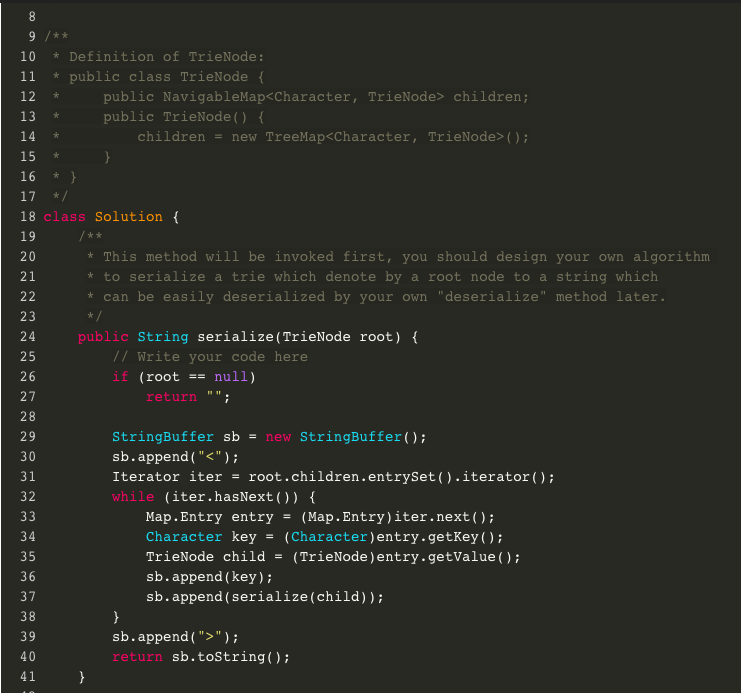 8
9 /**
10  * Definition of TrieNode:
11  * public class TrieNode {
12  *     public NavigableMap<Character, TrieNode> children;
13  *     public TrieNode() {
14  *         children = new TreeMap<Character, TrieNode>();
15  *     }
16  * }
17  */
18 class Solution {
19     /**
20      * This method will be invoked first, you should design your own algorithm
21      * to serialize a trie which denote by a root node to a string which
22      * can be easily deserialized by your own "deserialize" method later.
23      */
24     public String serialize(TrieNode root) {
25         // Write your code here
26         if (root == null)
27             return "";
28
29         StringBuffer sb = new StringBuffer();
30         sb.append("<");
31         Iterator iter = root.children.entrySet().iterator();
32         while (iter.hasNext()) {
33             Map.Entry entry = (Map.Entry)iter.next();
34             Character key = (Character)entry.getKey();
35             TrieNode child = (TrieNode)entry.getValue();
36             sb.append(key);
37             sb.append(serialize(child));
38         }
39         sb.append(">");
40         return sb.toString();
41     }